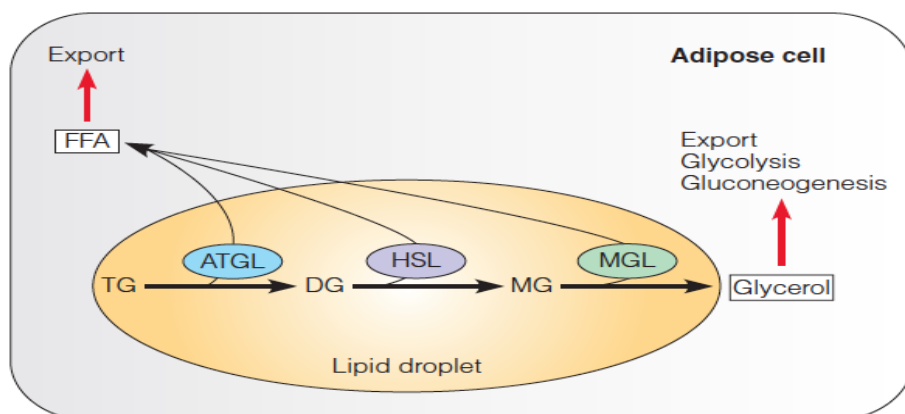 Export
Adipose cell
FFA
Export
Glycolysis
Gluconeogenesis
ATGL
HSL
MGL
TG
DG
MG
Glycerol
Lipid droplet